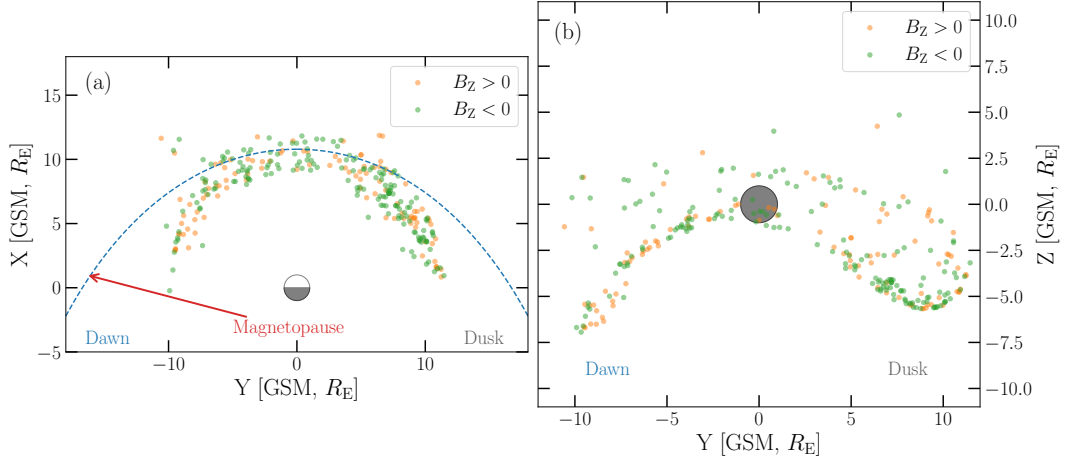 (a)
B_Z > 0
B_Z < 0
15
10
5
0
−5
X [GSM, R_E]
Magnetopause
Dawn
Dusk
−10
0
10
Y [GSM, R_E]
(b)
B_Z > 0
B_Z < 0
10.0
7.5
5.0
2.5
0.0
−2.5
−5.0
−7.5
−10.0
Z [GSM, R_E]
Dawn
Dusk
−10
−5
0
5
10
Y [GSM, R_E]